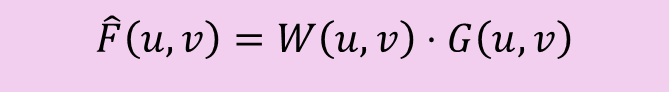 F̂(u, v) = W(u, v) · G(u, v)